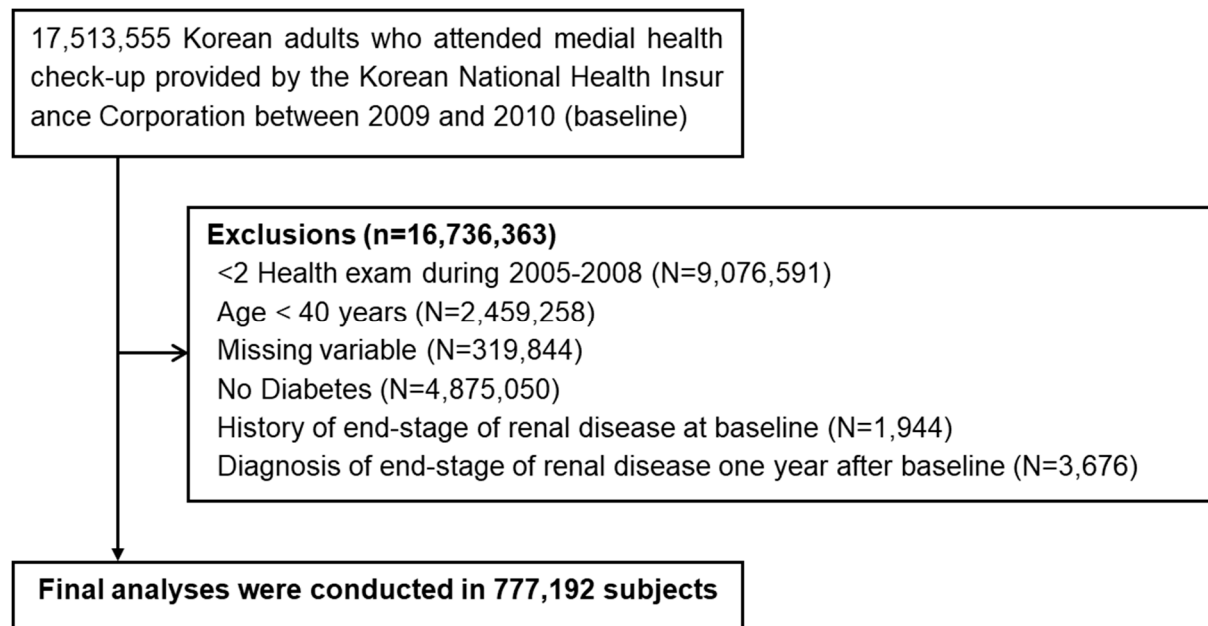 17,513,555 Korean adults who attended medial health
check-up provided by the Korean National Health Insur
ance Corporation between 2009 and 2010 (baseline)
Exclusions (n=16,736,363)
<2 Health exam during 2005-2008 (N=9,076,591)
Age < 40 years (N=2,459,258)
Missing variable (N=319,844)
No Diabetes (N=4,875,050)
History of end-stage of renal disease at baseline (N=1,944)
Diagnosis of end-stage of renal disease one year after baseline (N=3,676)
Final analyses were conducted in 777,192 subjects